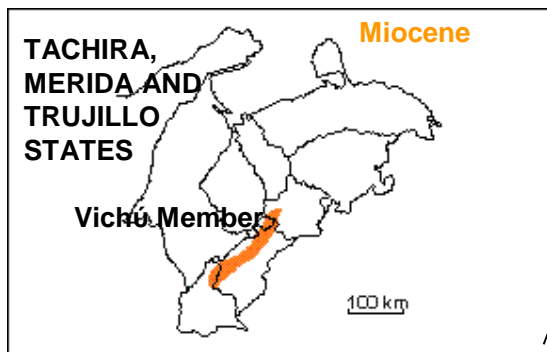 Miocene
TACHIRA,
MERIDA AND
TRUJILLO
STATES
Vichú Member
100 km